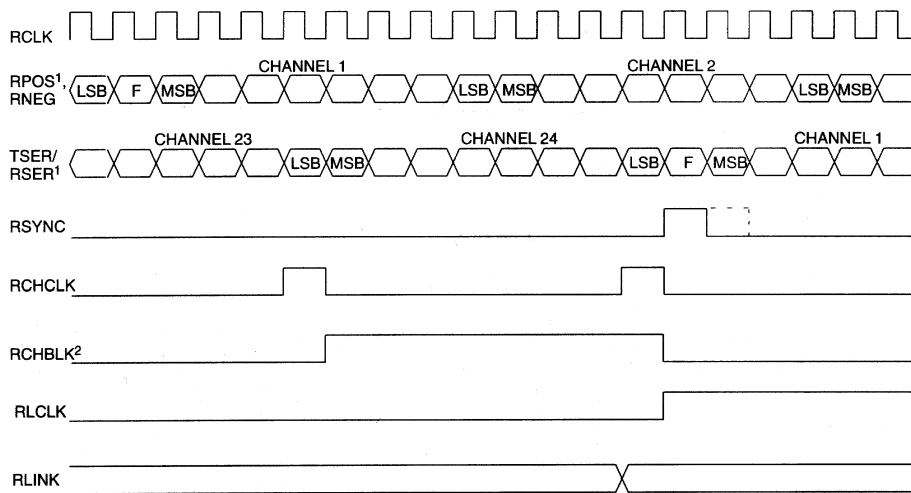 RCLK
CHANNEL 1 CHANNEL 2
RPOS¹,
RNEG
LSB F MSB LSB MSB LSB MSB
CHANNEL 23 CHANNEL 24 CHANNEL 1
TSER/
RSER¹
LSB MSB LSB F MSB
RSYNC
RCHCLK
RCHBLK²
RLCLK
RLINK